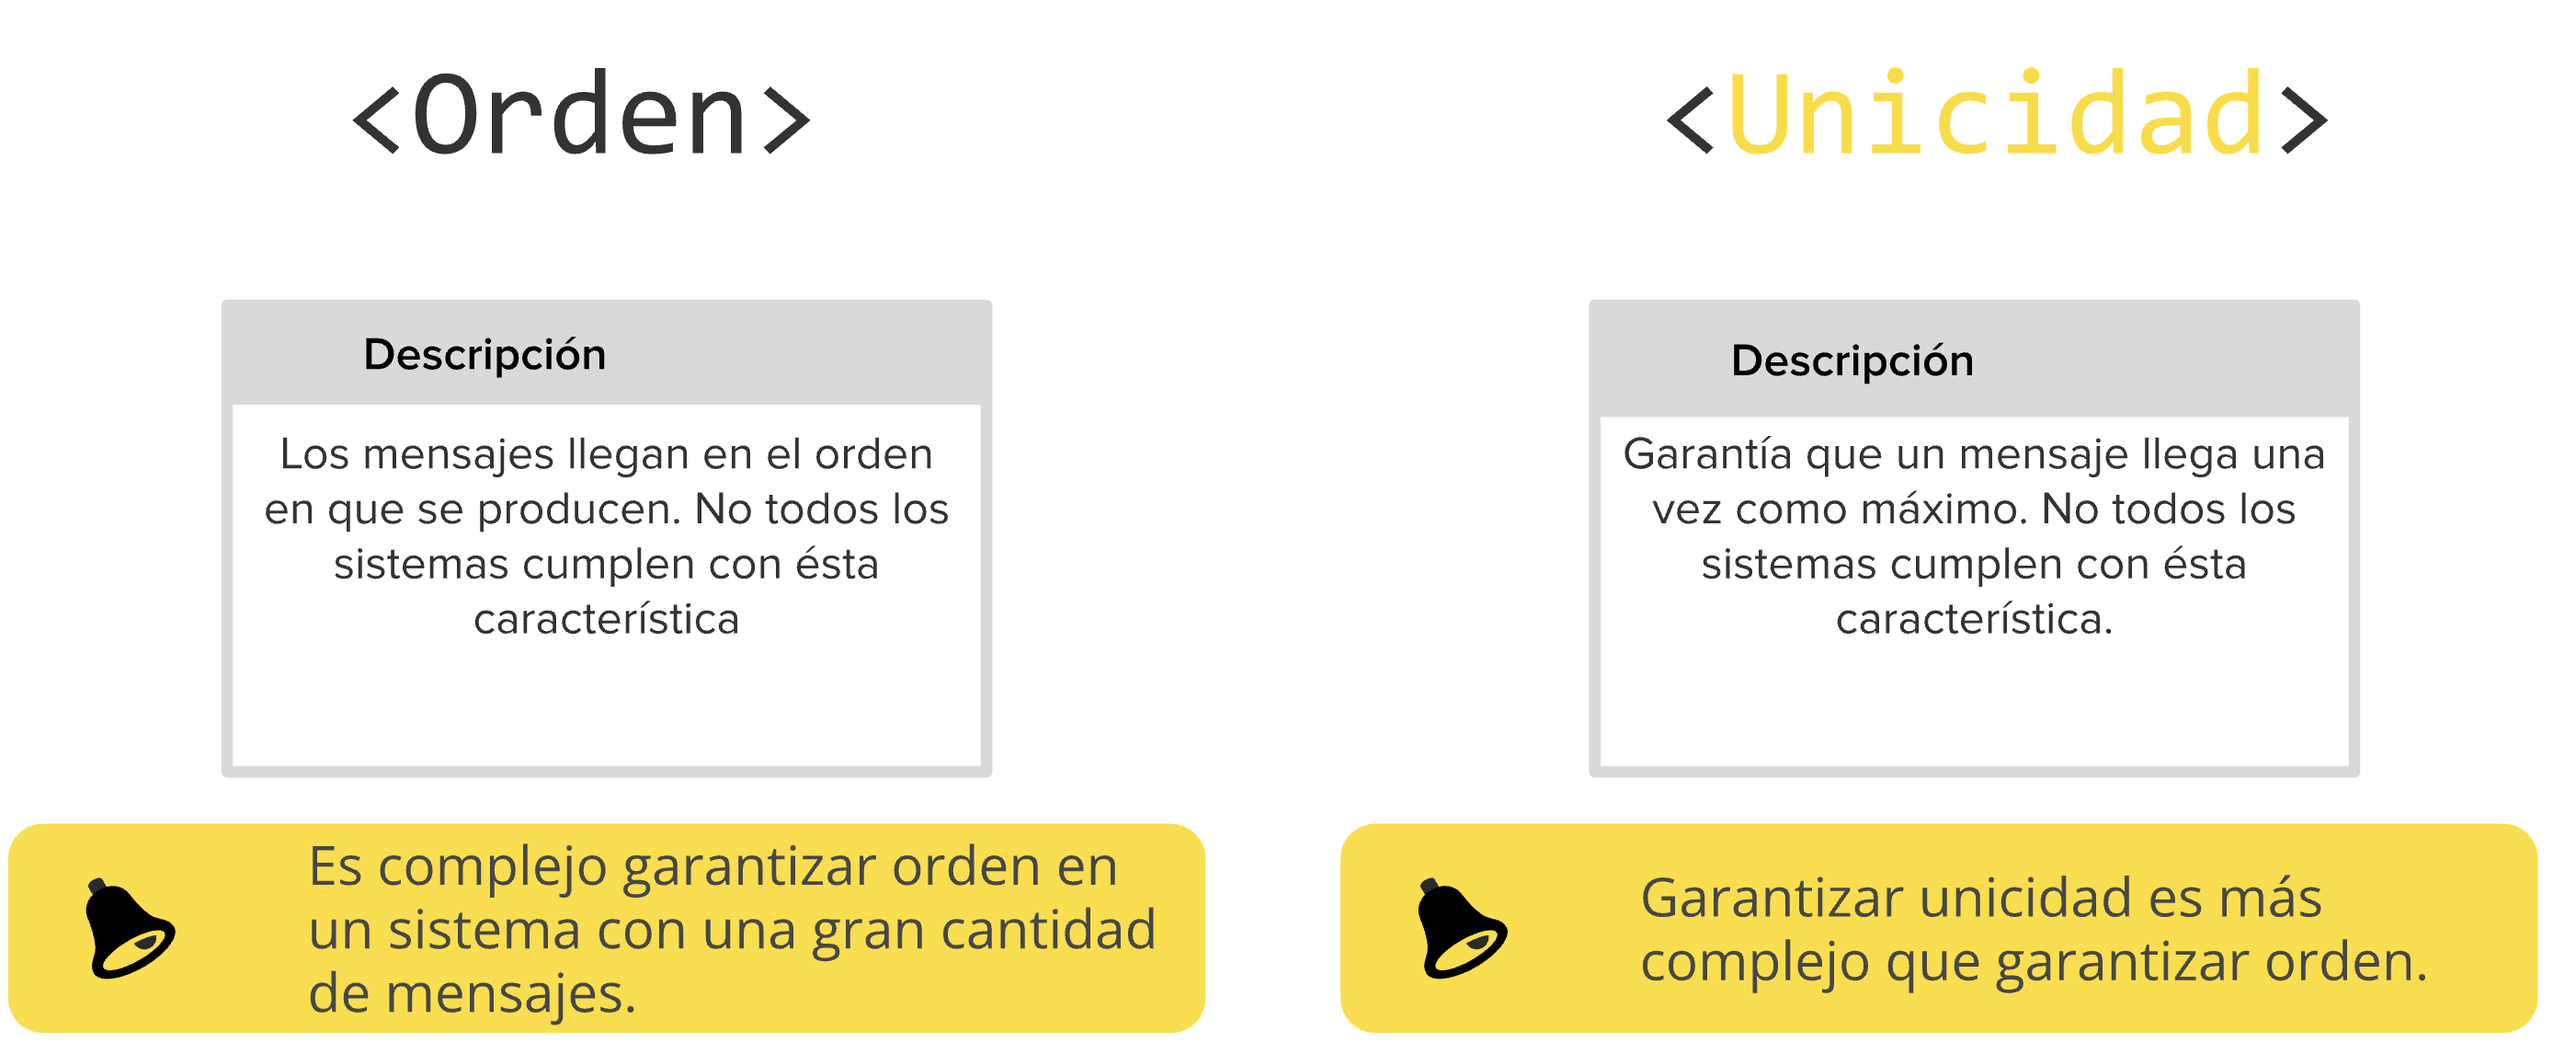 <Orden>
Descripción
Los mensajes llegan en el orden
en que se producen. No todos los
sistemas cumplen con ésta
característica
Es complejo garantizar orden en
un sistema con una gran cantidad
de mensajes.
<Unicidad>
Descripción
Garantía que un mensaje llega una
vez como máximo. No todos los
sistemas cumplen con ésta
característica.
Garantizar unicidad es más
complejo que garantizar orden.